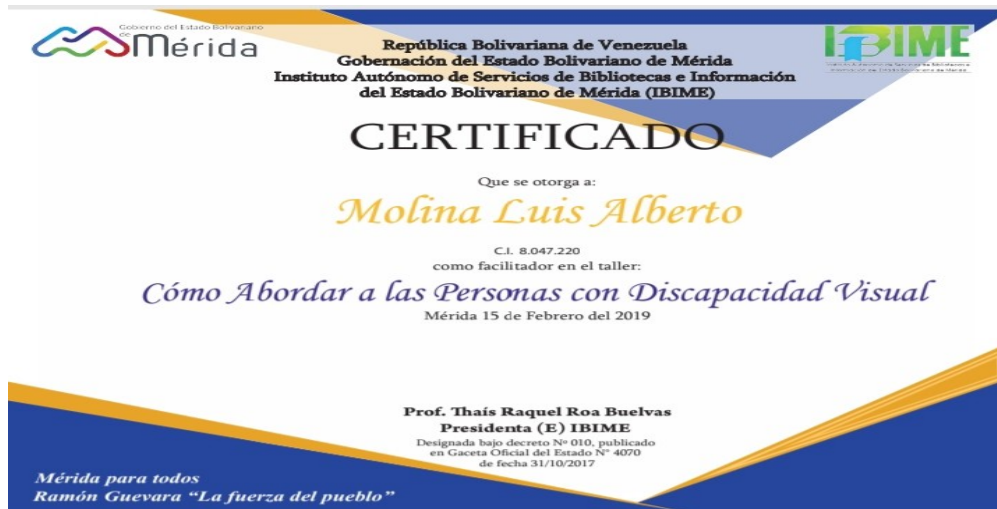 Gobierno del Estado Bolivariano
de Mérida
IBIME
República Bolivariana de Venezuela
Gobernación del Estado Bolivariano de Mérida
Instituto Autónomo de Servicios de Bibliotecas e Información
del Estado Bolivariano de Mérida (IBIME)
CERTIFICADO
Que se otorga a:
Molina Luis Alberto
C.I. 8.047.220
como facilitador en el taller:
Cómo Abordar a las Personas con Discapacidad Visual
Mérida 15 de Febrero del 2019
Prof. Thaís Raquel Roa Buelvas
Presidenta (E) IBIME
Designada bajo decreto Nº 010, publicado
en Gaceta Oficial del Estado N° 4070
de fecha 31/10/2017
Mérida para todos
Ramón Guevara “La fuerza del pueblo”